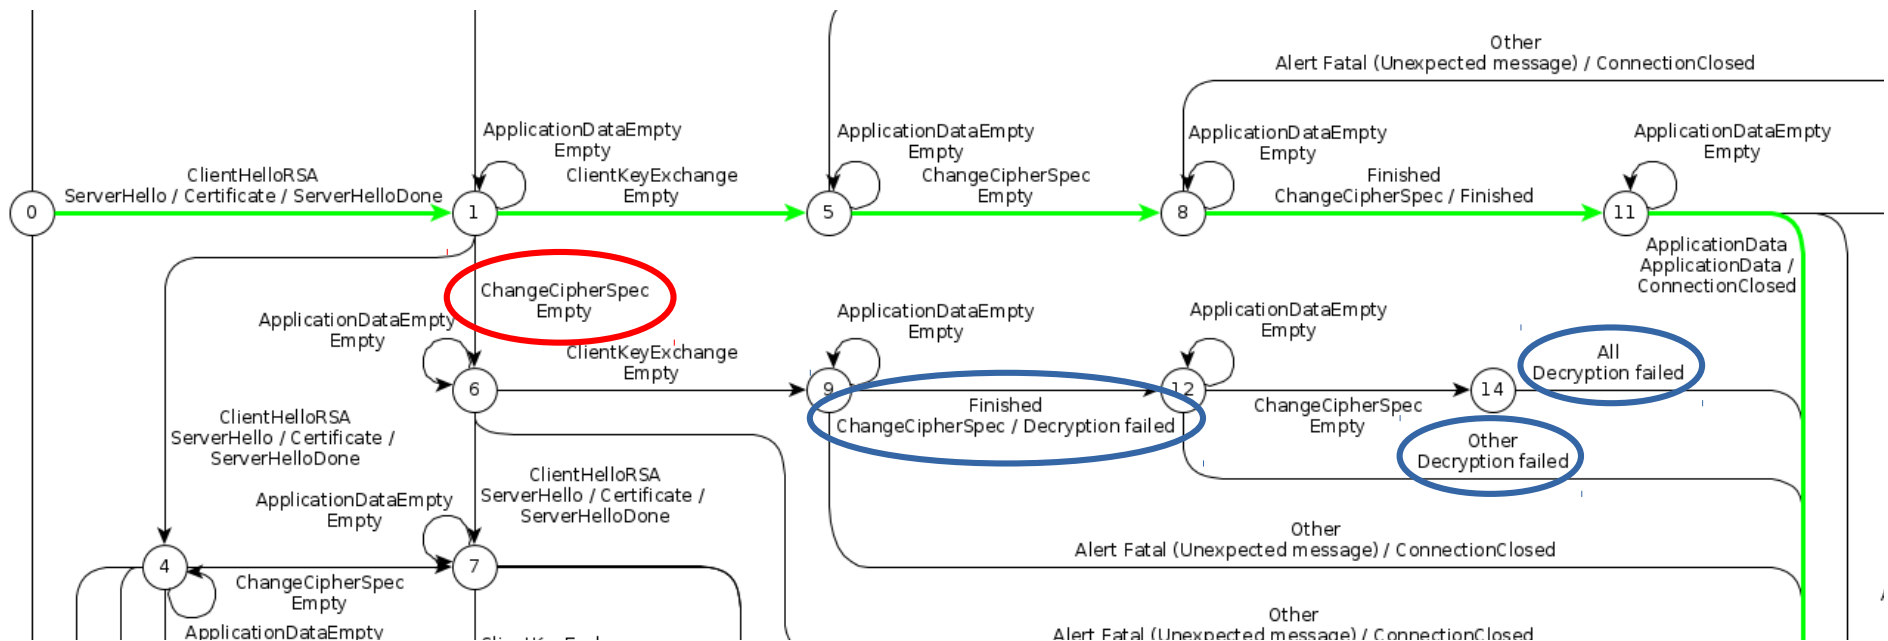 Other
Alert Fatal (Unexpected message) / ConnectionClosed
ApplicationDataEmpty
Empty
ApplicationDataEmpty
Empty
ApplicationDataEmpty
Empty
ApplicationDataEmpty
Empty
ClientHelloRSA
ServerHello / Certificate / ServerHelloDone
ClientKeyExchange
Empty
ChangeCipherSpec
Empty
Finished
ChangeCipherSpec / Finished
0
1
5
8
11
ApplicationData
ApplicationData /
ConnectionClosed
ChangeCipherSpec
Empty
ApplicationDataEmpty
Empty
ClientKeyExchange
Empty
ApplicationDataEmpty
Empty
ApplicationDataEmpty
Empty
All
Decryption failed
6
9
12
14
Finished
ChangeCipherSpec / Decryption failed
ChangeCipherSpec
Empty
Other
Decryption failed
ClientHelloRSA
ServerHello / Certificate /
ServerHelloDone
ClientHelloRSA
ServerHello / Certificate /
ServerHelloDone
ApplicationDataEmpty
Empty
Other
Alert Fatal (Unexpected message) / ConnectionClosed
4
7
ChangeCipherSpec
Empty
Other
Alert Fatal (Unexpected message) / ConnectionClosed
ApplicationDataEmpty